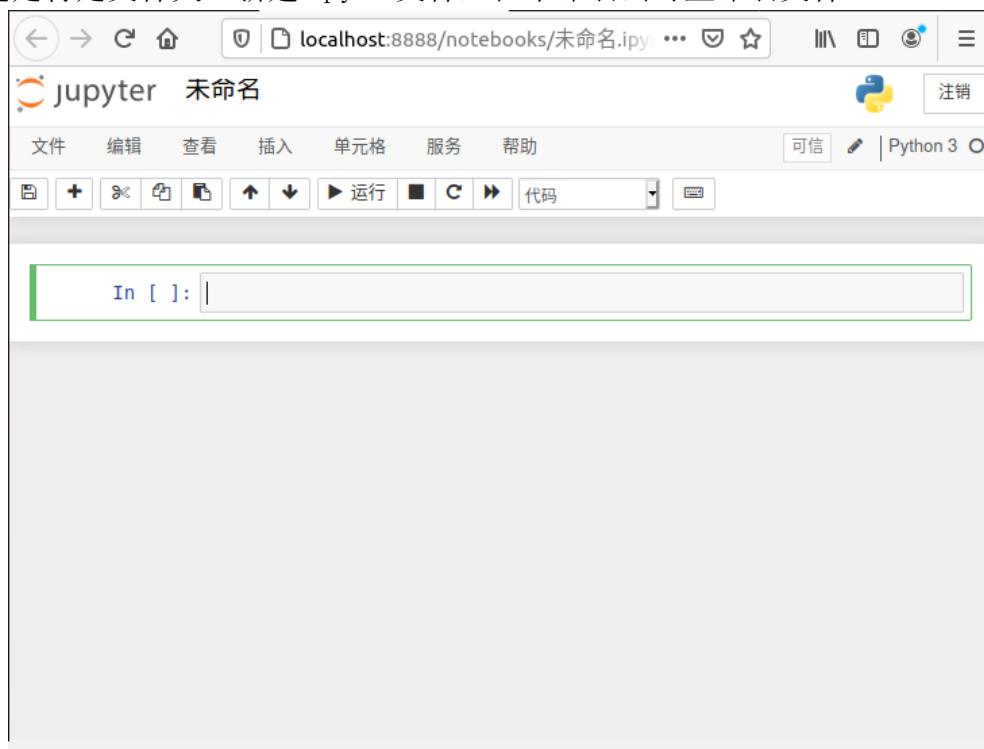 localhost:8888/notebooks/未命名.ipy
jupyter 未命名
注销
文件 编辑 查看 插入 单元格 服务 帮助
可信 Python 3
运行 代码
In [ ]: